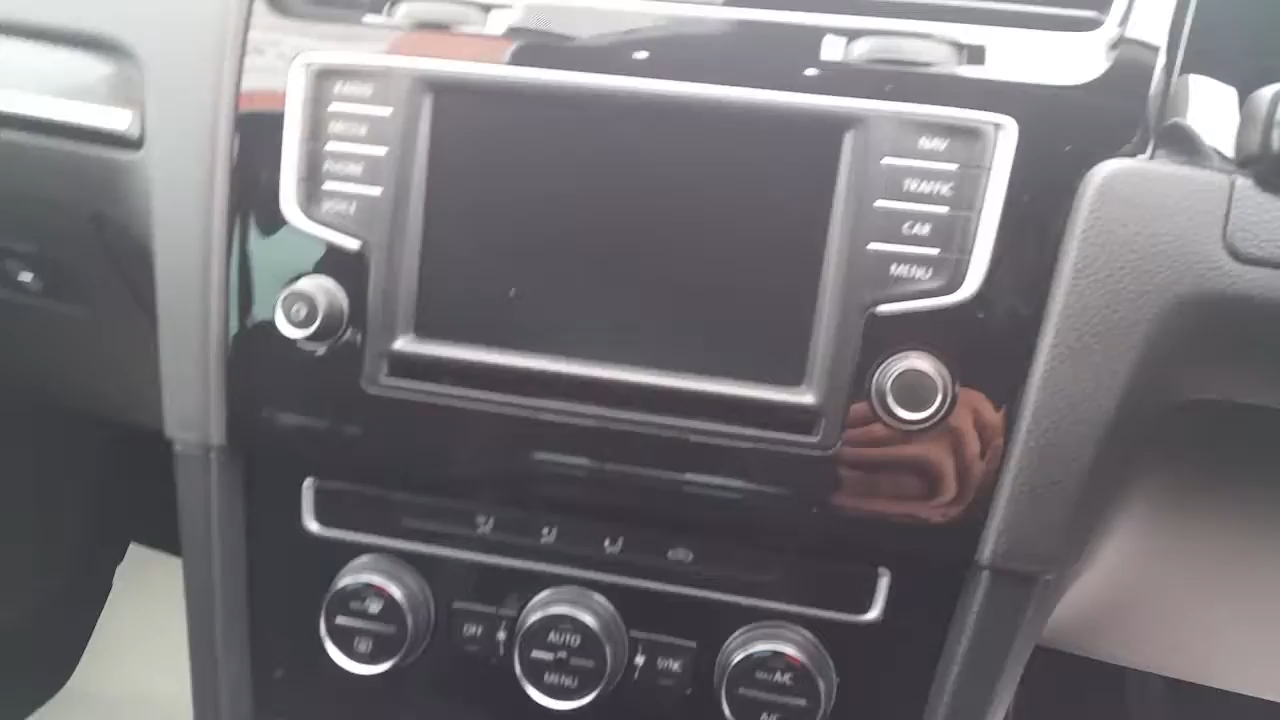 RADIO
MEDIA
PHONE
VOICE
NAV
TRAFFIC
CAR
MENU
OFF
AUTO
MENU
SYNC
A/C
A/C